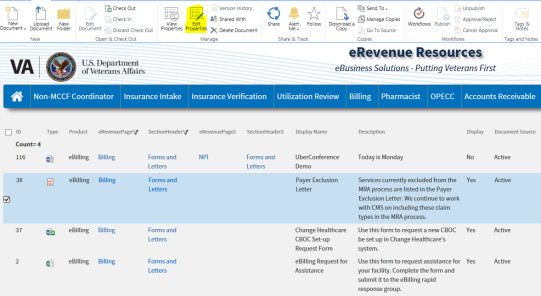 New Document
Upload Document
New Folder
Edit Document
Check Out
Check In
Discard Check Out
View Properties
Edit Properties
Version History
Shared With
Delete Document
Share
Alert Me
Follow
Download a Copy
Send To
Manage Copies
Go To Source
Workflows
Publish
Unpublish
Approve/Reject
Cancel Approval
Tags & Notes
New
Open & Check Out
Manage
Share & Track
Copies
Workflows
Tags and Notes
VA
U.S. Department
of Veterans Affairs
eRevenue Resources
eBusiness Solutions - Putting Veterans First
Non-MCCF Coordinator Insurance Intake Insurance Verification Utilization Review Billing Pharmacist OPECC Accounts Receivable
ID Type Product eRevenuePage1 SectionHeader1 eRevenuePage2 SectionHeader2 Display Name Description Display Document Source
Count= 4
116 eBilling Billing Forms and Letters NPI Forms and Letters UberConference Demo Today is Monday No Active
38 eBilling Billing Forms and Letters Payer Exclusion Letter Services currently excluded from the
MRA process are listed in the Payer
Exclusion Letter. We continue to work
with CMS on including these claim
types in the MRA process. Yes Active
37 eBilling Billing Forms and Letters Change Healthcare CBOC Set-up Request Form Use this form to request a new CBOC
be set up in Change Healthcare's
system. Yes Active
2 eBilling Billing Forms and Letters eBilling Request for Assistance Use this form to request assistance for
your facility. Complete the form and
submit it to the eBilling rapid
response group. Yes Active